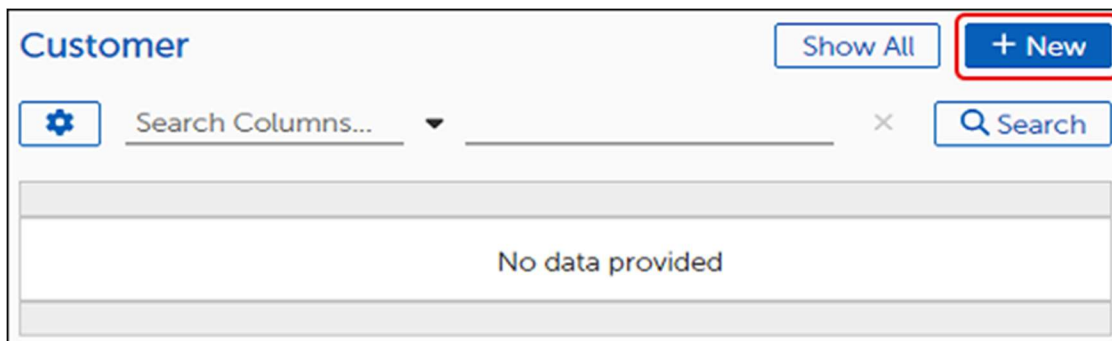 Customer Show All + New
Search Columns... Search
No data provided